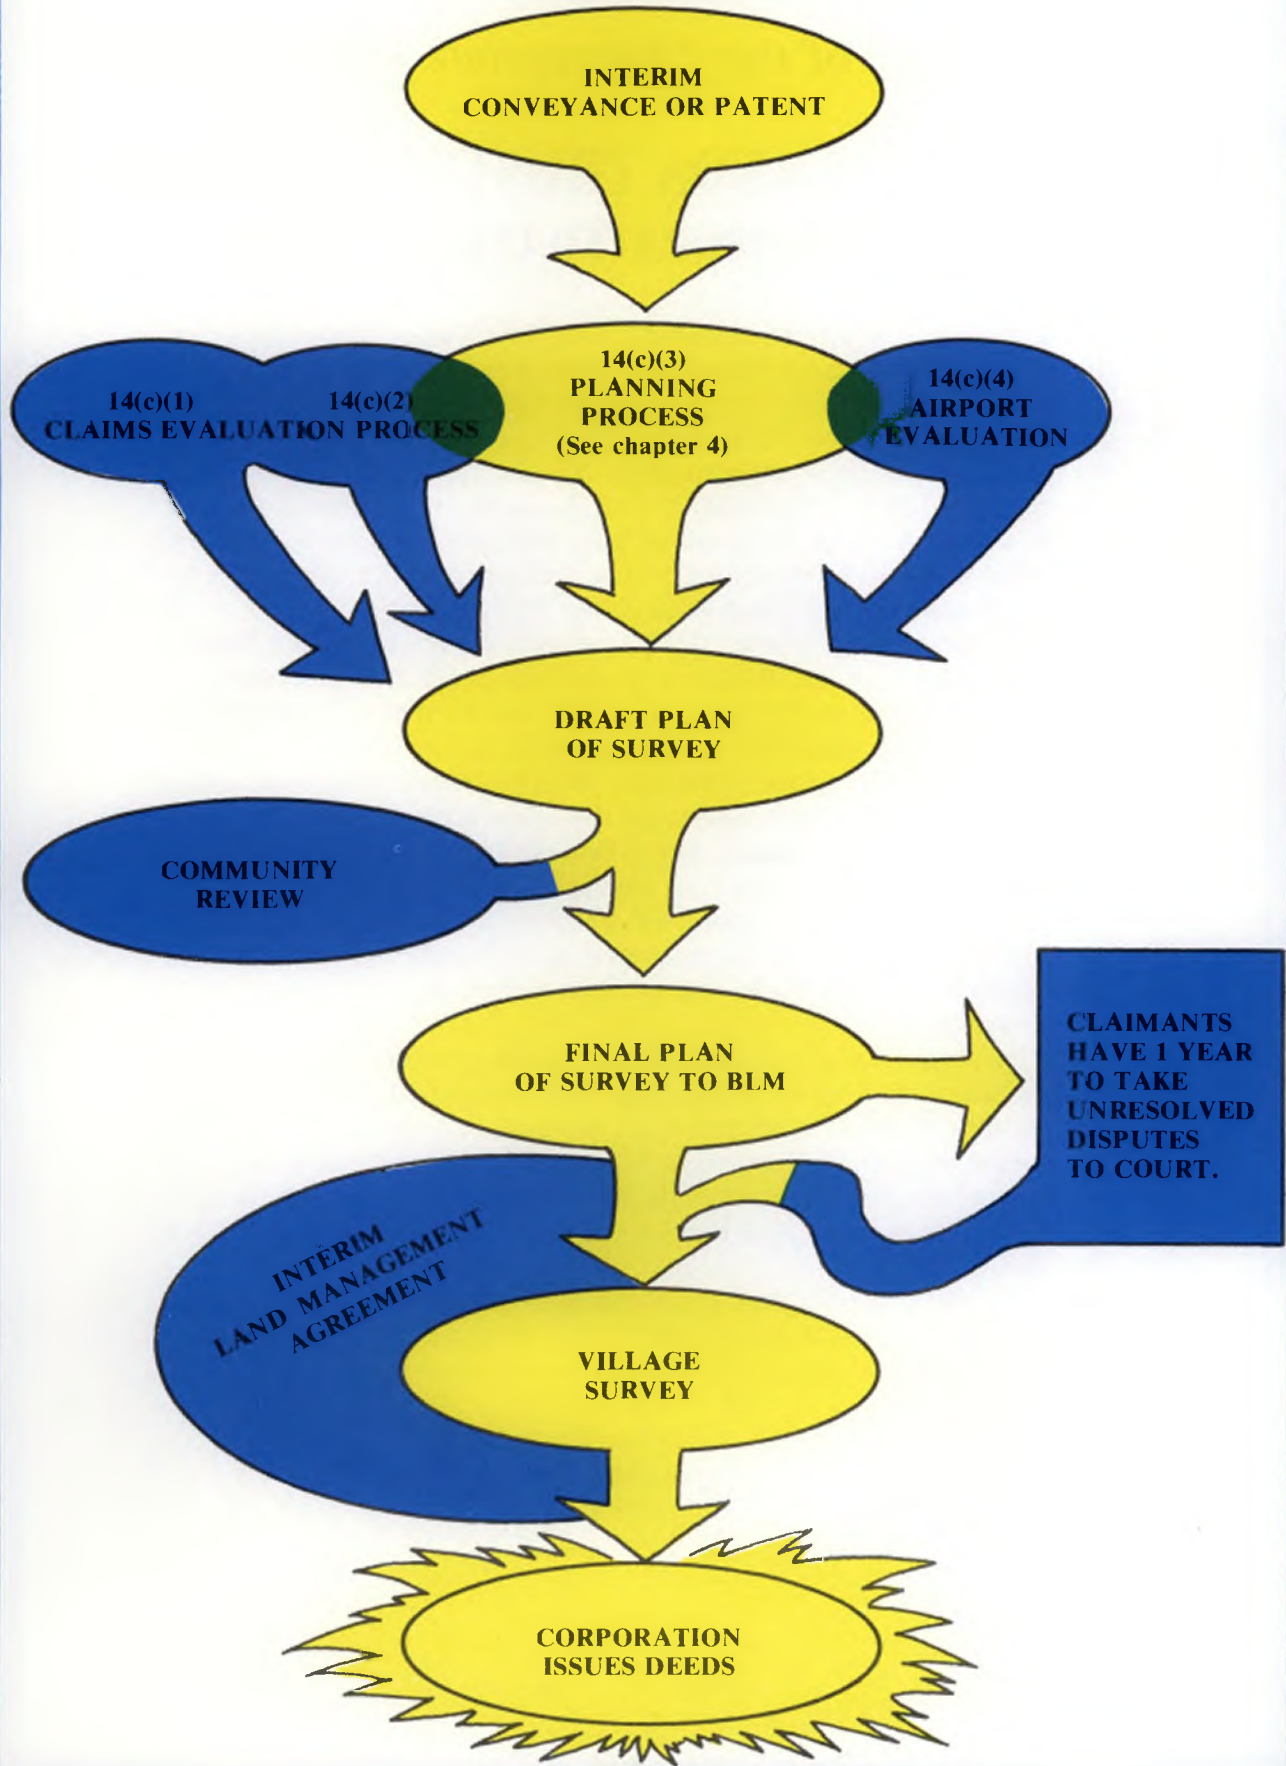 INTERIM
CONVEYANCE OR PATENT
14(c)(1) 14(c)(2)
CLAIMS EVALUATION PROCESS
14(c)(3)
PLANNING
PROCESS
(See chapter 4)
14(c)(4)
AIRPORT
EVALUATION
DRAFT PLAN
OF SURVEY
COMMUNITY
REVIEW
FINAL PLAN
OF SURVEY TO BLM
CLAIMANTS
HAVE 1 YEAR
TO TAKE
UNRESOLVED
DISPUTES
TO COURT.
INTERIM
LAND MANAGEMENT
AGREEMENT
VILLAGE
SURVEY
CORPORATION
ISSUES DEEDS